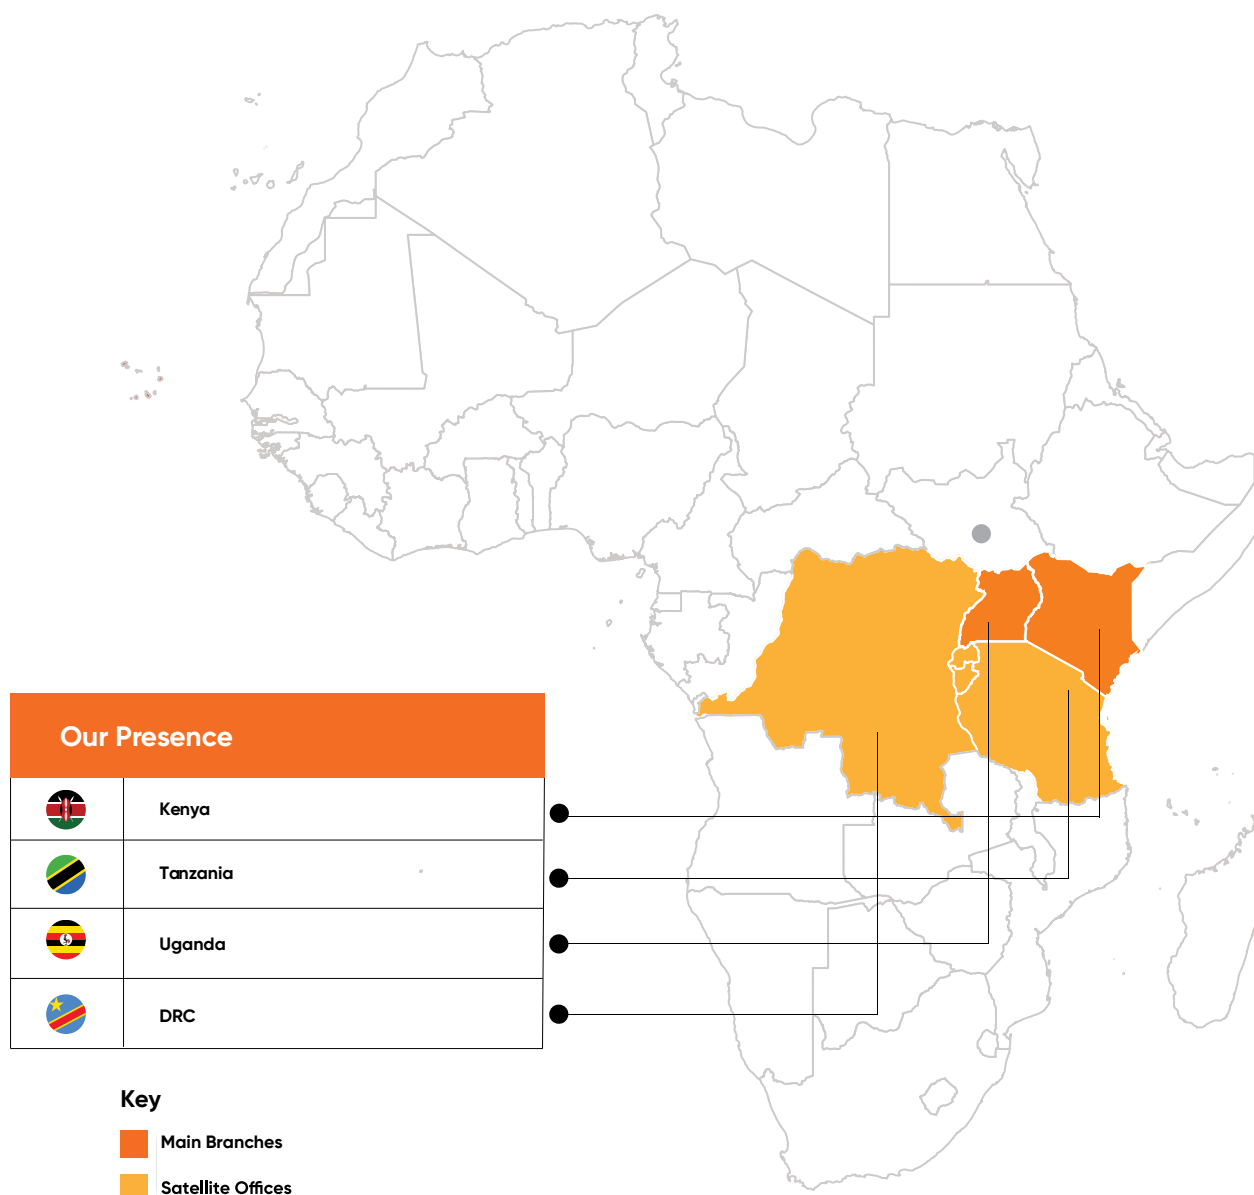 Our Presence
Kenya
Tanzania
Uganda
DRC
Key
Main Branches
Satellite Offices